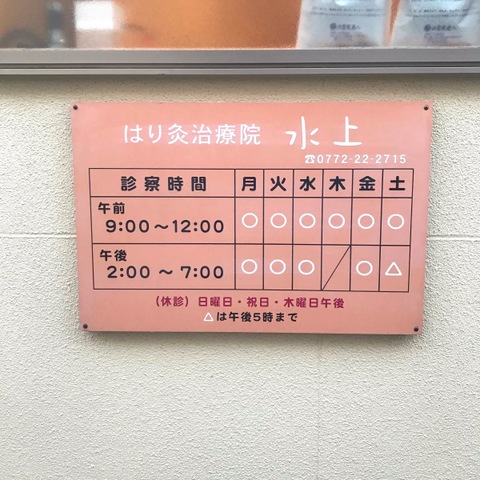 はり灸治療院 水上
☎0772-22-2715
診察時間 月 火 水 木 金 土
午前 9:00～12:00 ○ ○ ○ ○ ○ ○
午後 2:00～7:00 ○ ○ ○ ／ ○ △
(休診) 日曜日・祝日・木曜日午後
△は午後5時まで